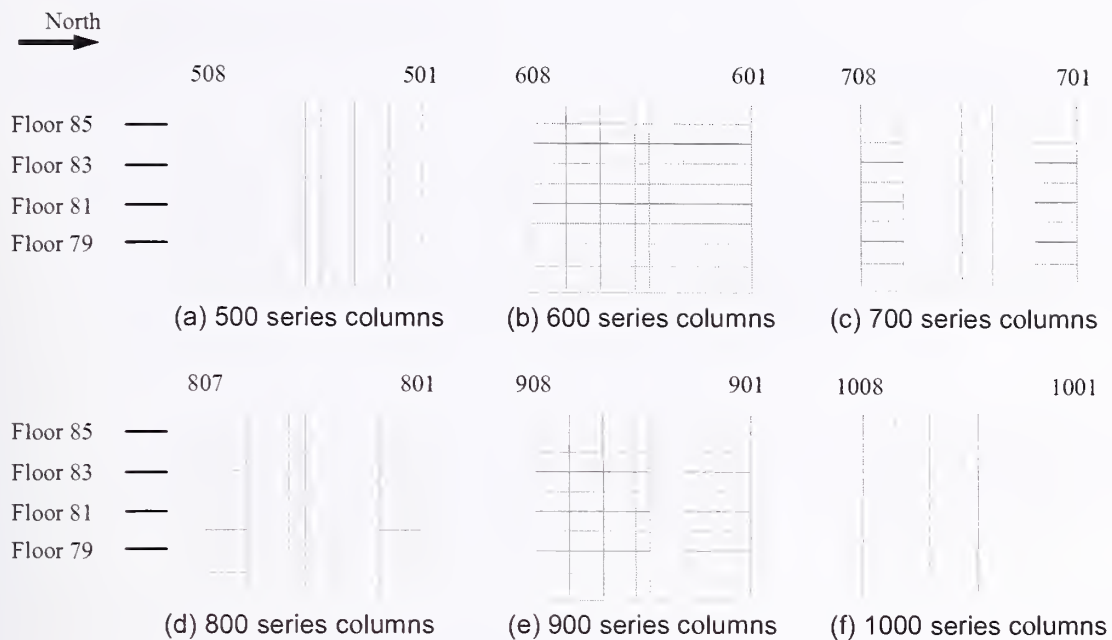 North
508 501 608 601 708 701
Floor 85
Floor 83
Floor 81
Floor 79
(a) 500 series columns (b) 600 series columns (c) 700 series columns
807 801 908 901 1008 1001
Floor 85
Floor 83
Floor 81
Floor 79
(d) 800 series columns (e) 900 series columns (f) 1000 series columns